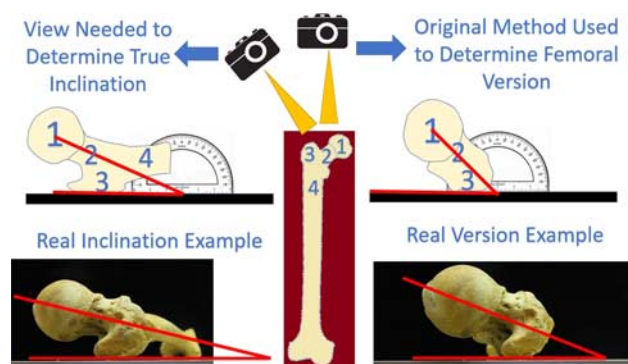 View Needed to
Determine True
Inclination
Original Method Used
to Determine Femoral
Version
1
2
3
4
1
2
3
3
2
1
4
Real Inclination Example
Real Version Example